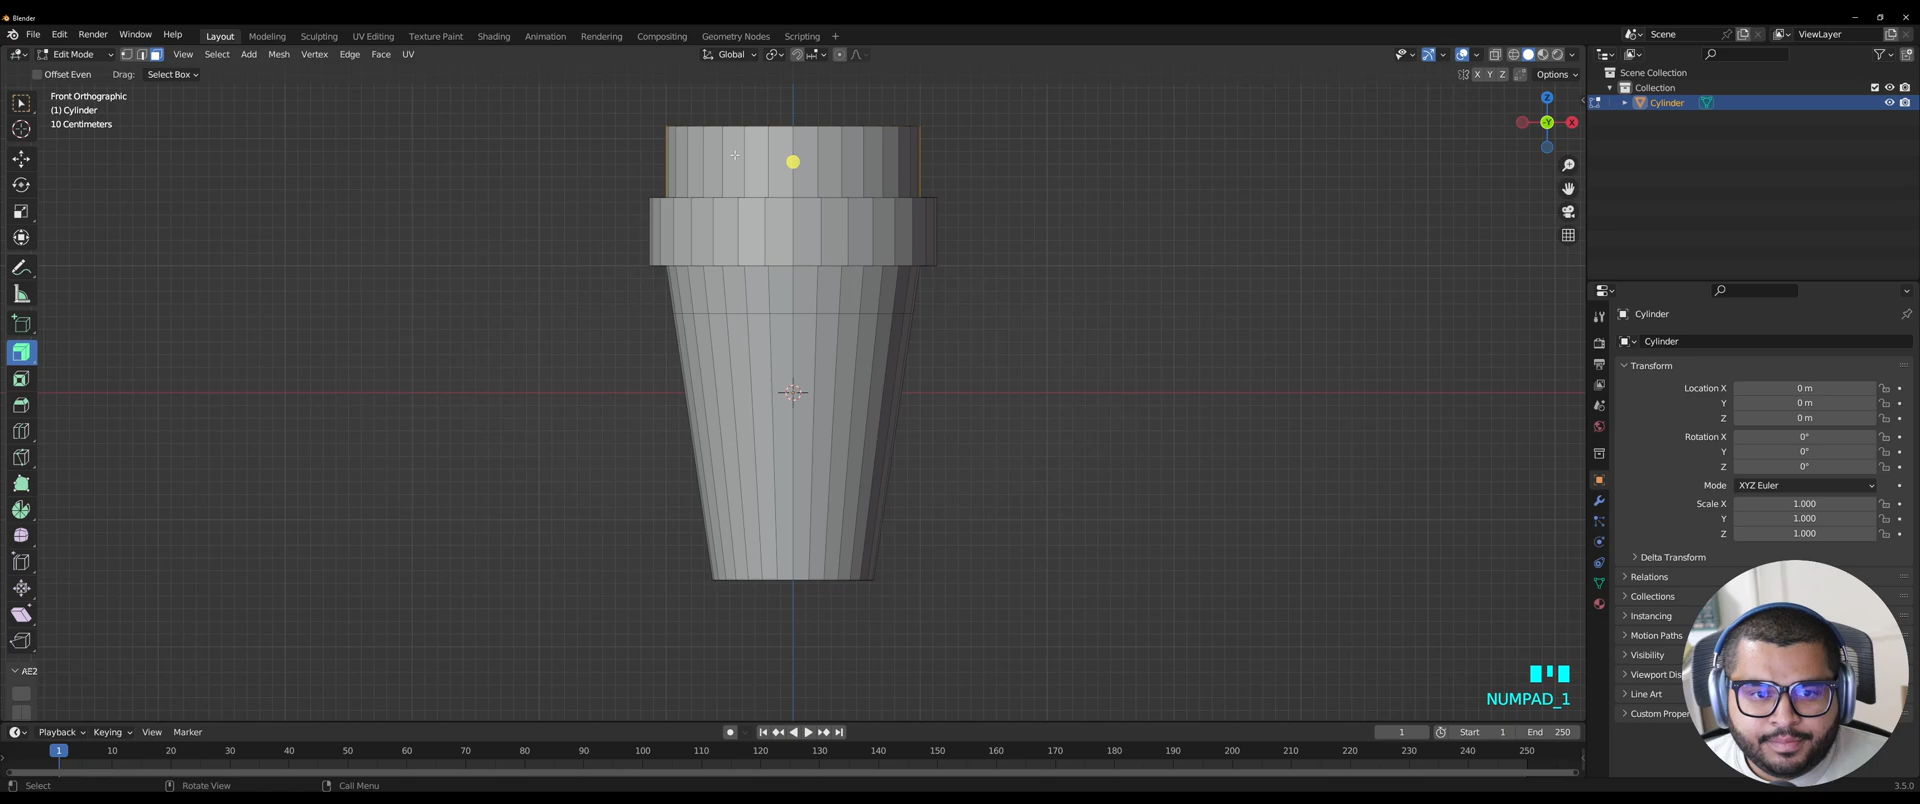 Blender
File Edit Render Window Help Layout Modeling Sculpting UV Editing Texture Paint Shading Animation Rendering Compositing Geometry Nodes Scripting Scene ViewLayer
Edit Mode View Select Add Mesh Vertex Edge Face UV Global
Offset Even Drag: Select Box X Y Z Options
Front Orthographic
(1) Cylinder
10 Centimeters
Z
-Y
X
AE2
NUMPAD_1
Scene Collection
Collection
Cylinder
Cylinder
Cylinder
Transform
Location X 0 m
Y 0 m
Z 0 m
Rotation X 0°
Y 0°
Z 0°
Mode XYZ Euler
Scale X 1.000
Y 1.000
Z 1.000
Delta Transform
Relations
Collections
Instancing
Motion Paths
Visibility
Viewport Dis
Line Art
Custom Proper
Playback Keying View Marker 1 Start 1 End 250
1 10 20 30 40 50 60 70 80 90 100 110 120 130 140 150 160 170 180 190 200 210 220 230 240 250
Select Rotate View Call Menu 3.5.0